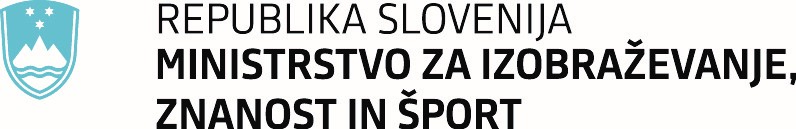 REPUBLIKA SLOVENIJA
MINISTRSTVO ZA IZOBRAŽEVANJE,
ZNANOST IN ŠPORT